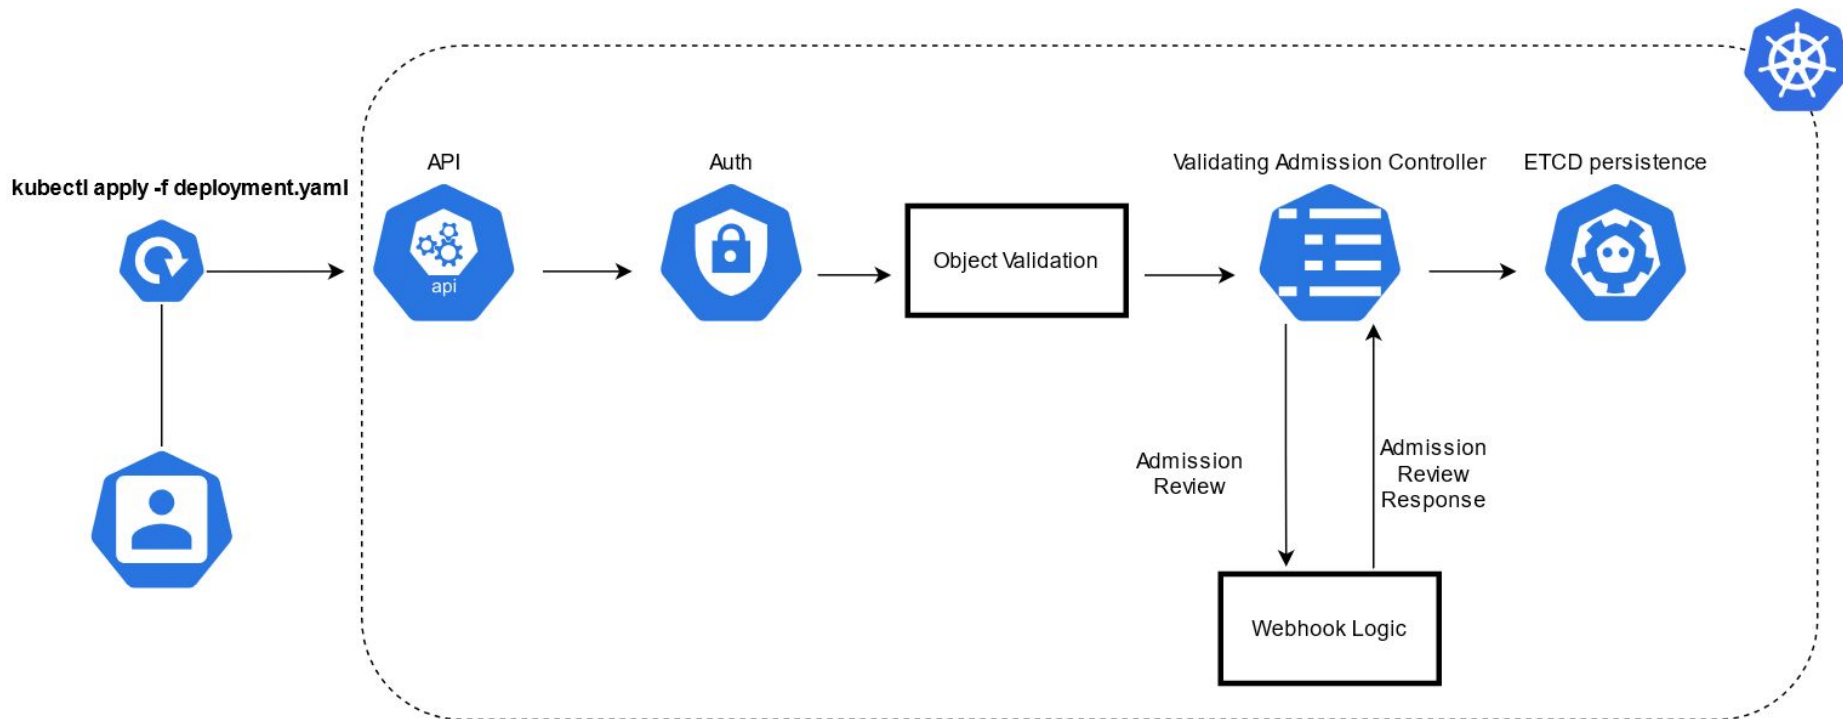 API
Auth
Validating Admission Controller
ETCD persistence
kubectl apply -f deployment.yaml
api
Object Validation
Admission
Review
Admission
Review
Response
Webhook Logic